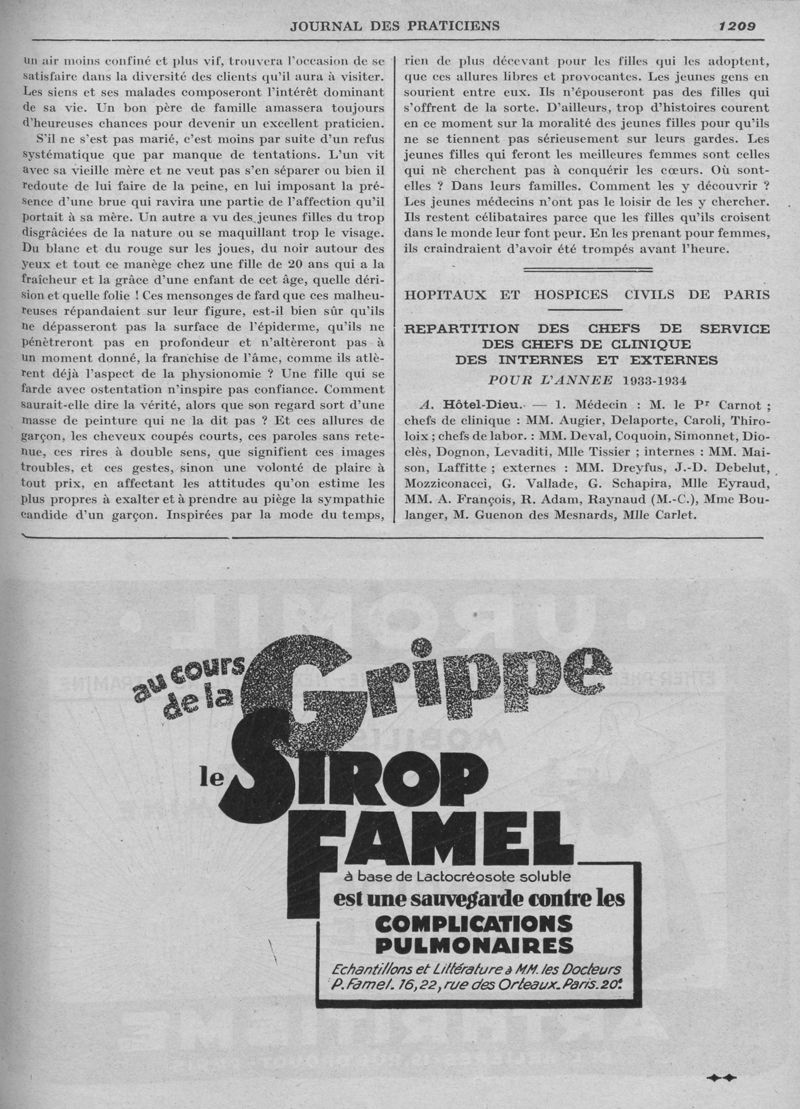 JOURNAL DES PRATICIENS 1209
un air moins confiné et plus vif, trouvera l'occasion de se
satisfaire dans la diversité des clients qu'il aura à visiter.
Les siens et ses malades composeront l'intérêt dominant
de sa vie. Un bon père de famille amassera toujours
d'heureuses chances pour devenir un excellent praticien.
S'il ne s'est pas marié, c'est moins par suite d'un refus
systématique que par manque de tentations. L'un vit
avec sa vieille mère et ne veut pas s'en séparer ou bien il
redoute de lui faire de la peine, en lui imposant la pré-
sence d'une brue qui ravira une partie de l'affection qu'il
portait à sa mère. Un autre a vu des jeunes filles du trop
disgrâciées de la nature ou se maquillant trop le visage.
Du blanc et du rouge sur les joues, du noir autour des
yeux et tout ce manège chez une fille de 20 ans qui a la
fraîcheur et la grâce d'une enfant de cet âge, quelle déri-
sion et quelle folie ! Ces mensonges de fard que ces malheu-
reuses répandaient sur leur figure, est-il bien sûr qu'ils
ne dépasseront pas la surface de l'épiderme, qu'ils ne
pénètreront pas en profondeur et n'altèreront pas à
un moment donné, la franchise de l'âme, comme ils atlè-
rent déjà l'aspect de la physionomie ? Une fille qui se
farde avec ostentation n'inspire pas confiance. Comment
saurait-elle dire la vérité, alors que son regard sort d'une
masse de peinture qui ne la dit pas ? Et ces allures de
garçon, les cheveux coupés courts, ces paroles sans rete-
nue, ces rires à double sens, que signifient ces images
troubles, et ces gestes, sinon une volonté de plaire à
tout prix, en affectant les attitudes qu'on estime les
plus propres à exalter et à prendre au piège la sympathie
candide d'un garçon. Inspirées par la mode du temps,
rien de plus décevant pour les filles qui les adoptent,
que ces allures libres et provocantes. Les jeunes gens en
sourient entre eux. Ils n'épouseront pas des filles qui
s'offrent de la sorte. D'ailleurs, trop d'histoires courent
en ce moment sur la moralité des jeunes filles pour qu'ils
ne se tiennent pas sérieusement sur leurs gardes. Les
jeunes filles qui feront les meilleures femmes sont celles
qui nè cherchent pas à conquérir les cœurs. Où sont-
elles ? Dans leurs familles. Comment les y découvrir ?
Les jeunes médecins n'ont pas le loisir de les y chercher.
Ils restent célibataires parce que les filles qu'ils croisent
dans le monde leur font peur. En les prenant pour femmes,
ils craindraient d'avoir été trompés avant l'heure.
HOPITAUX ET HOSPICES CIVILS DE PARIS
REPARTITION DES CHEFS DE SERVICE
DES CHEFS DE CLINIQUE
DES INTERNES ET EXTERNES
POUR L'ANNEE 1933-1934
A. Hôtel-Dieu. — 1. Médecin : M. le Pr Carnot ;
chefs de clinique : MM. Augier, Delaporte, Caroli, Thiro-
loix ; chefs de labor. : MM. Deval, Coquoin, Simonnet, Dio-
clès, Dognon, Levaditi, Mlle Tissier ; internes : MM. Mai-
son, Laffitte ; externes : MM. Dreyfus, J.-D. Debelut,
Mozziconacci, G. Vallade, G. Schapira, Mlle Eyraud,
MM. A. François, R. Adam, Raynaud (M.-C.), Mme Bou-
langer, M. Guenon des Mesnards, Mlle Carlet.
au cours
de la Grippe
le SIROP
FAMEL
à base de Lactocréosote soluble
est une sauvegarde contre les
COMPLICATIONS
PULMONAIRES
Echantillons et Littérature à MM. les Docteurs
P. Famel. 16,22, rue des Orteaux. Paris. 20e